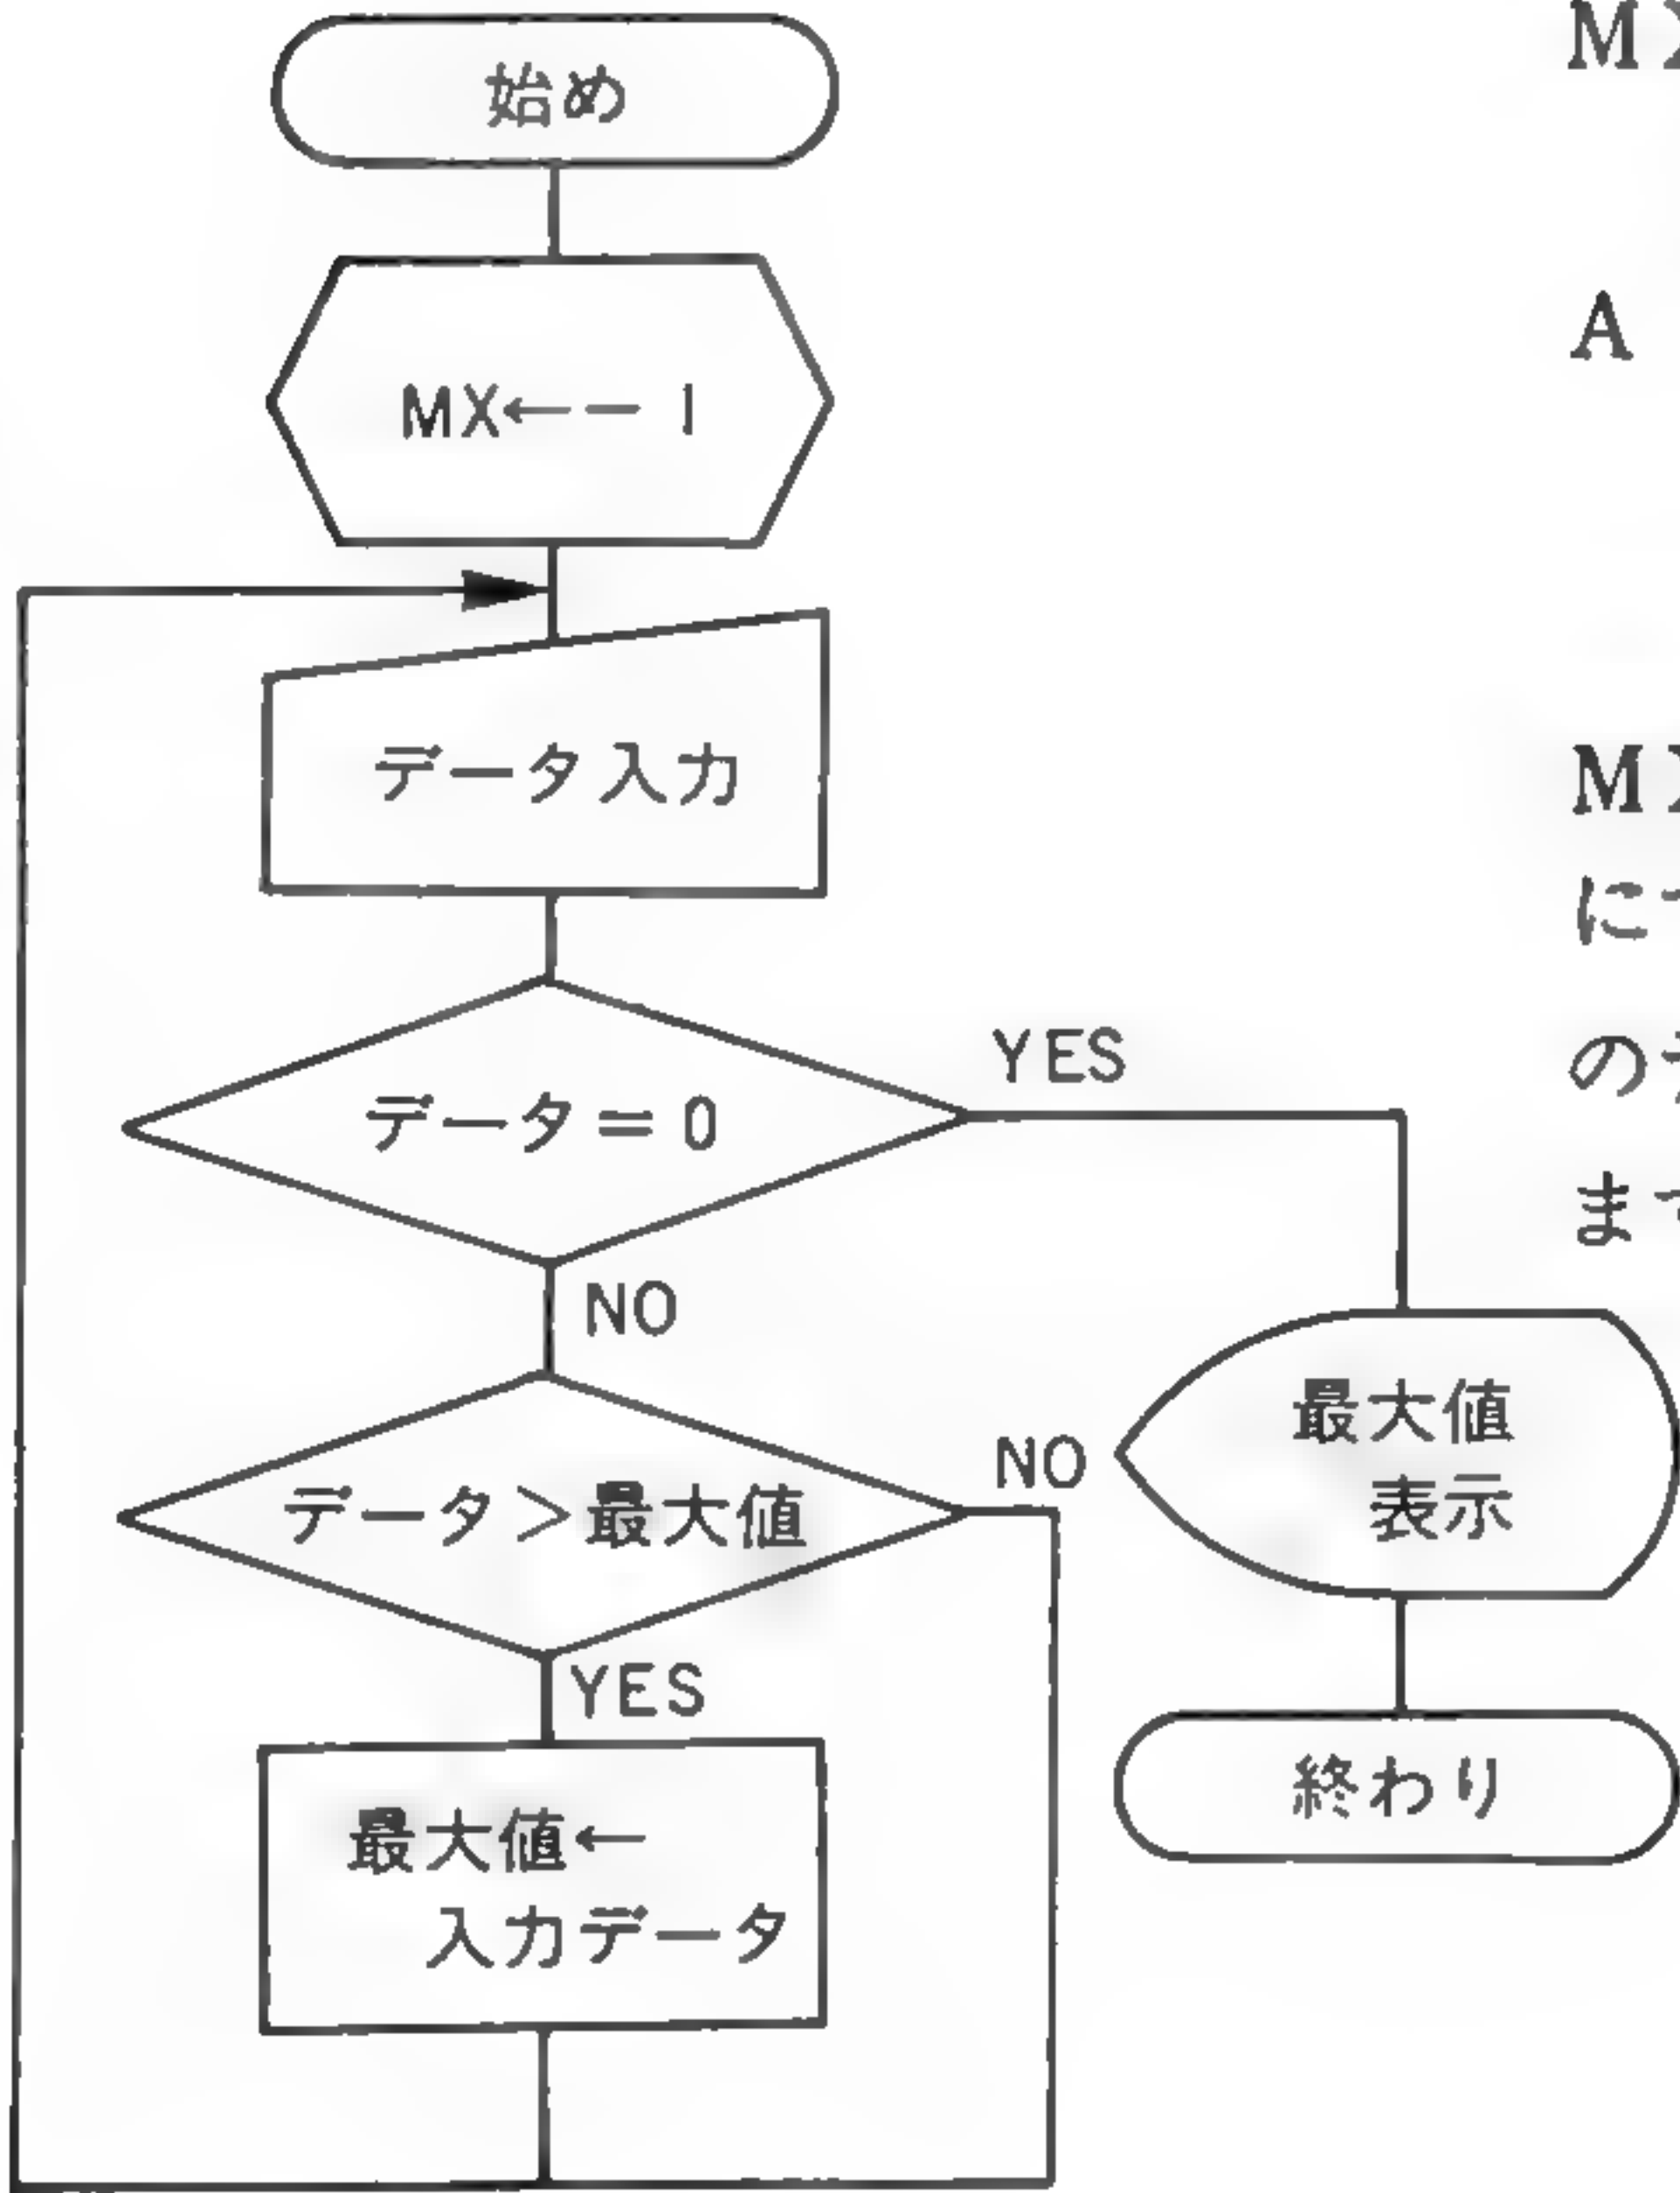 始め
MX←－1
データ入力
データ＝0
YES
NO
データ＞最大値
NO
YES
最大値←
入力データ
最大値
表示
終わり
A